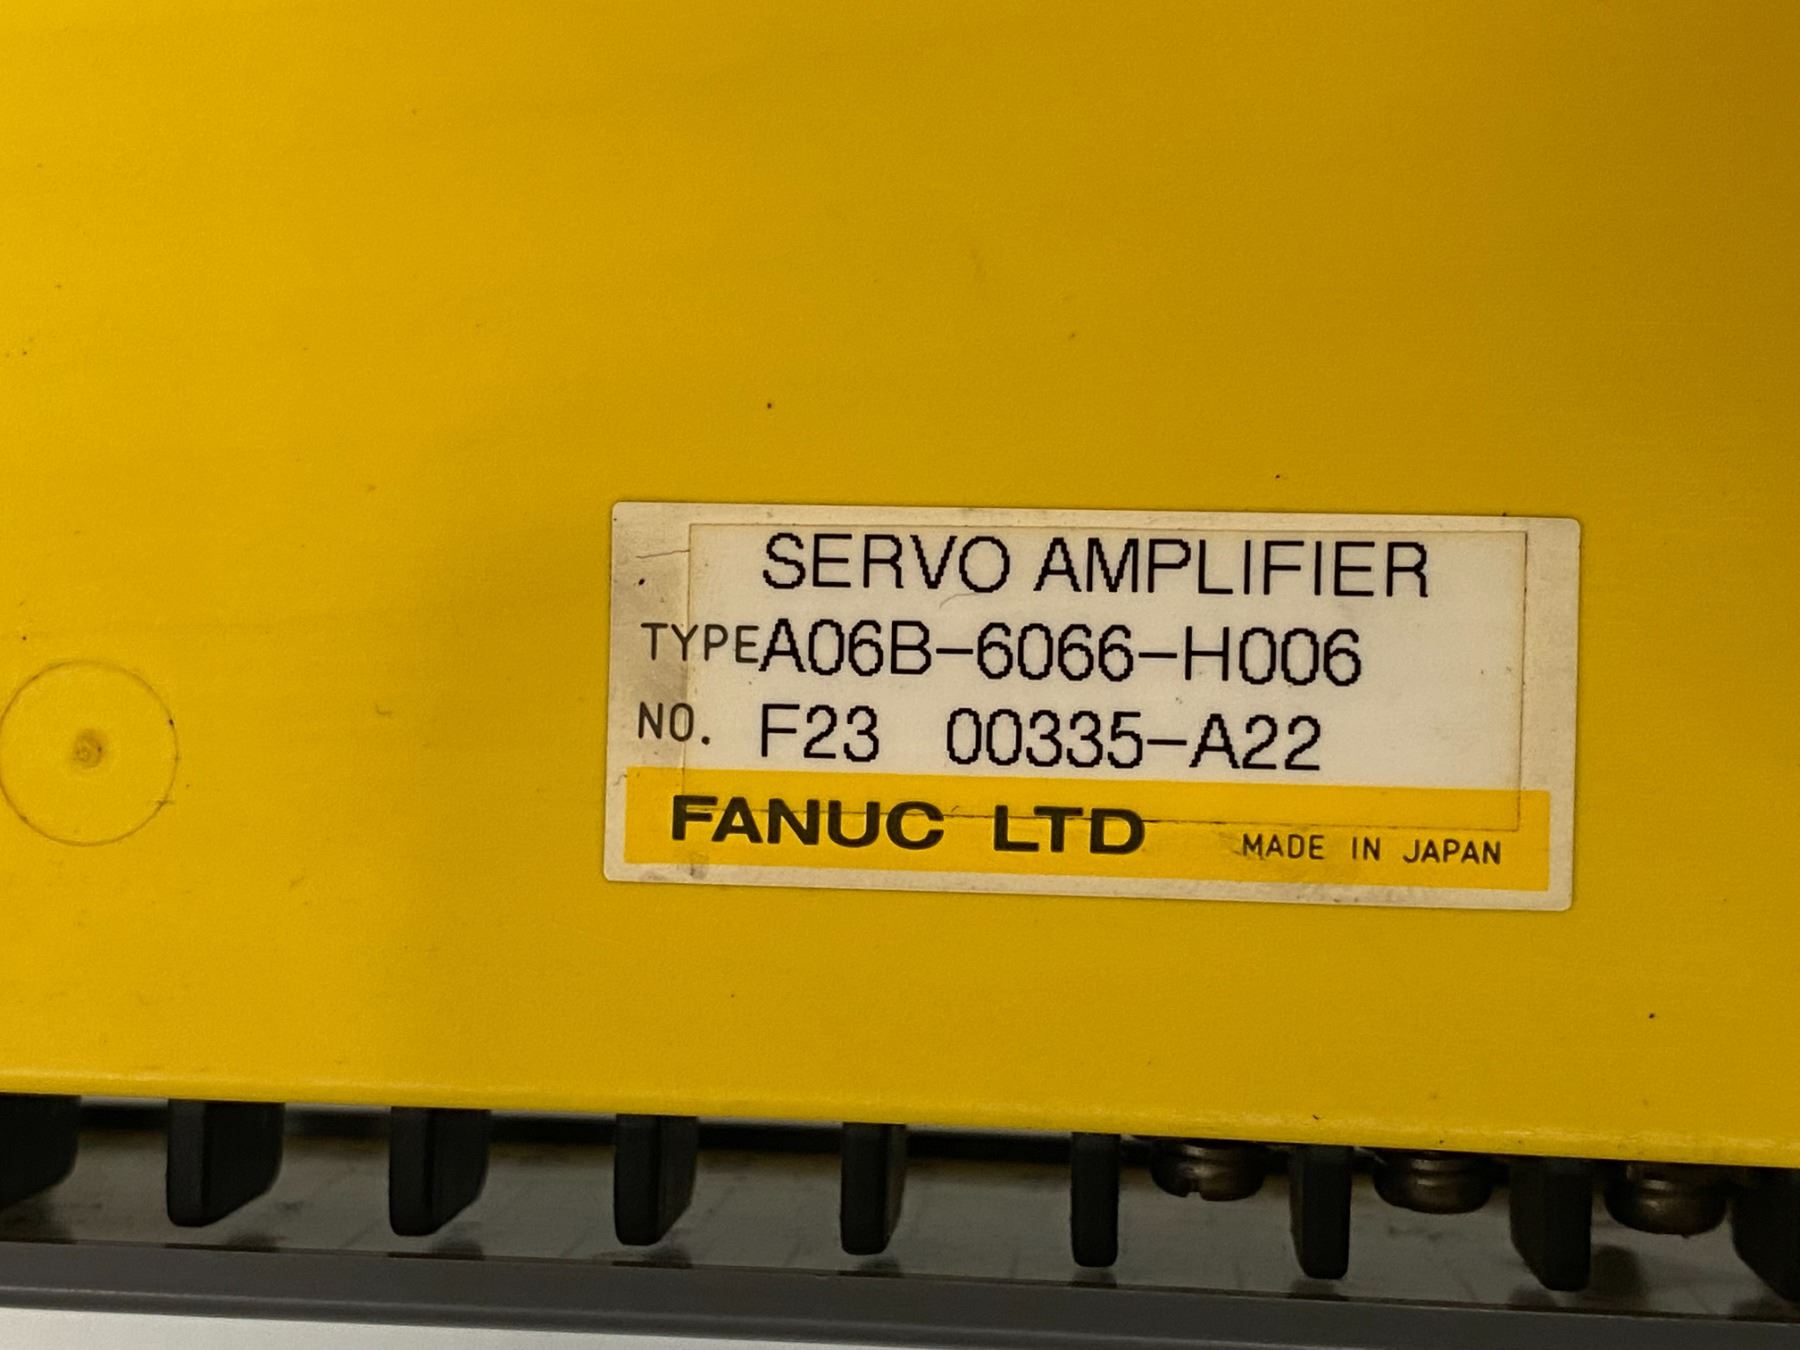 SERVO AMPLIFIER
TYPE A06B-6066-H006
NO. F23 00335-A22
FANUC LTD MADE IN JAPAN